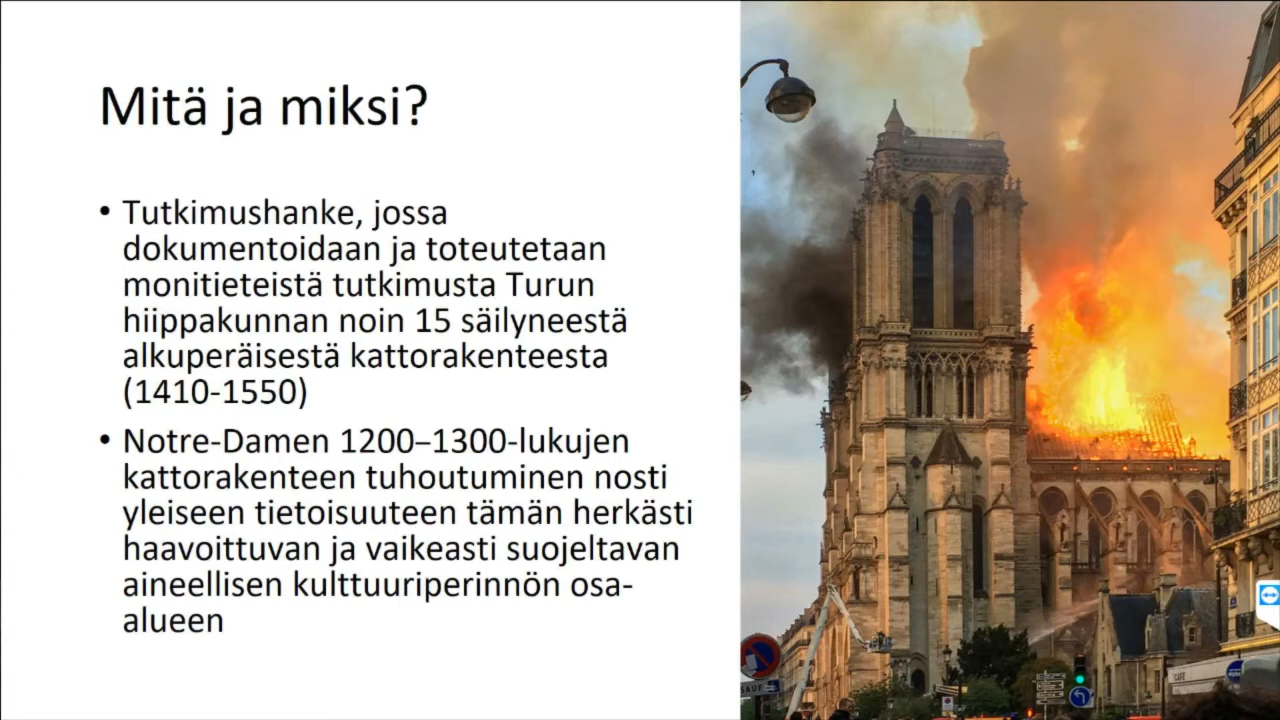 Mitä ja miksi?
• Tutkimushanke, jossa
dokumentoidaan ja toteutetaan
monitieteistä tutkimusta Turun
hiippakunnan noin 15 säilyneestä
alkuperäisestä kattorakenteesta
(1410-1550)
• Notre-Damen 1200–1300-lukujen
kattorakenteen tuhoutuminen nosti
yleiseen tietoisuuteen tämän herkästi
haavoittuvan ja vaikeasti suojeltavan
aineellisen kulttuuriperinnön osa-
alueen
SAUF
CAFE